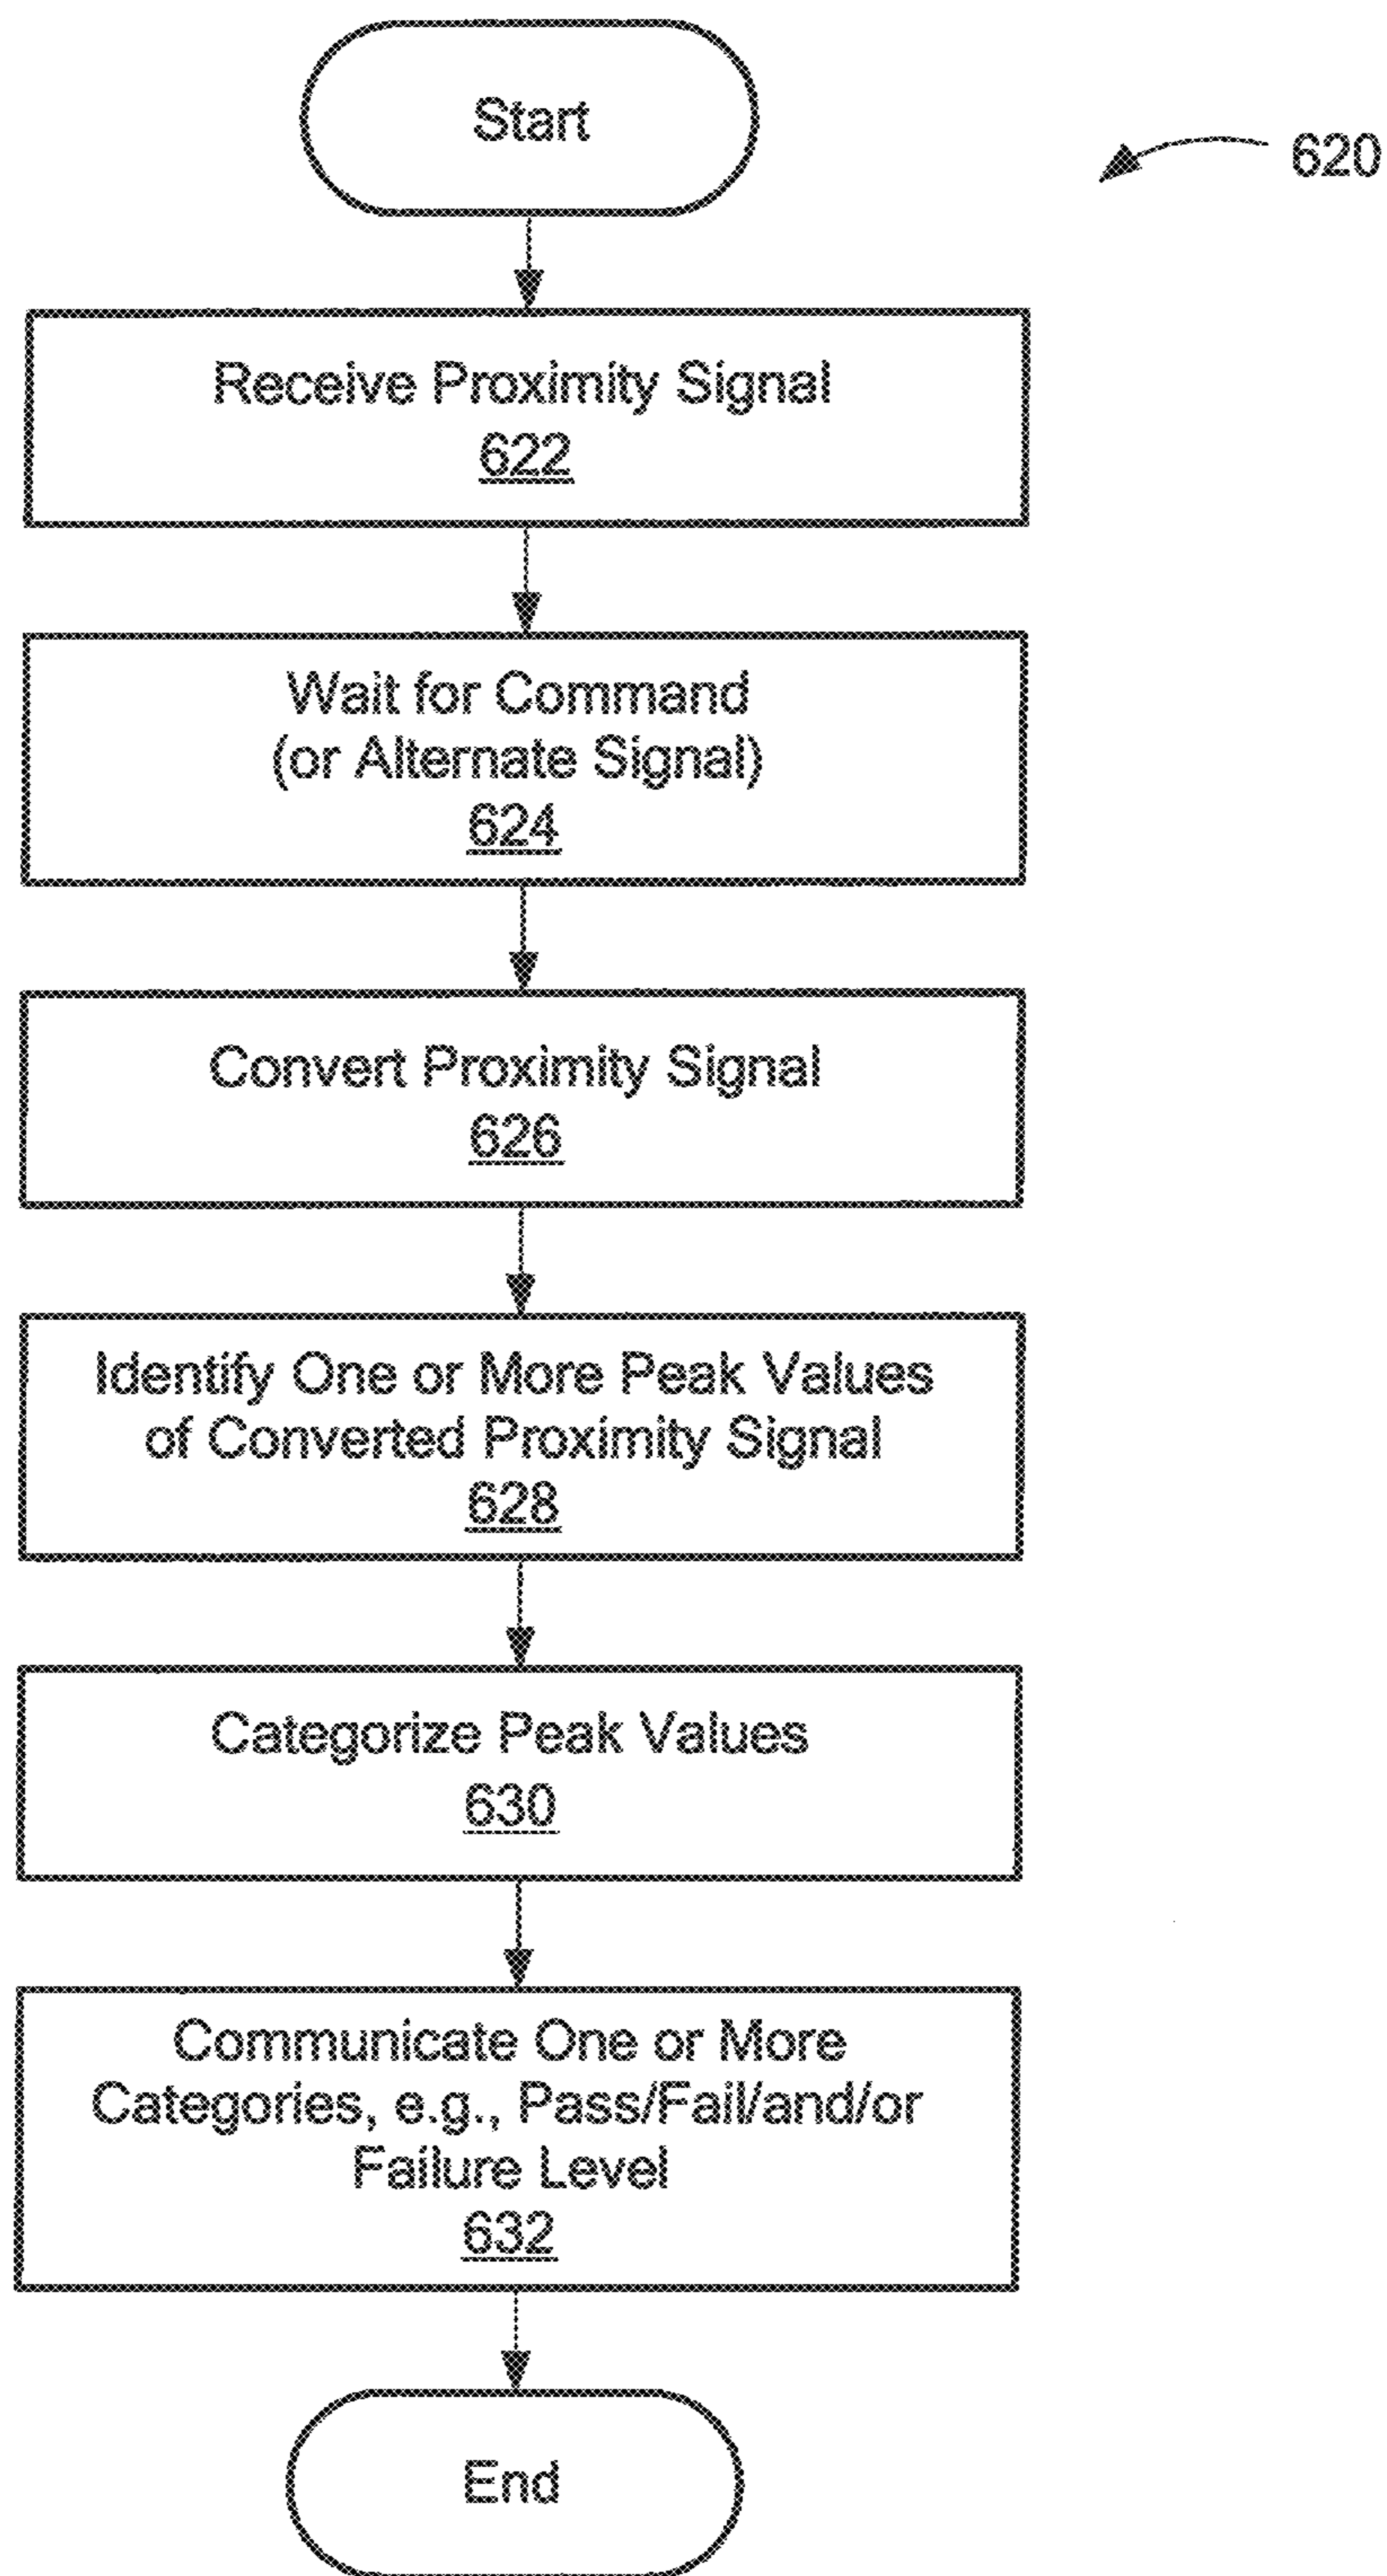 Start
620
Receive Proximity Signal
622
Wait for Command
(or Alternate Signal)
624
Convert Proximity Signal
626
Identify One or More Peak Values
of Converted Proximity Signal
628
Categorize Peak Values
630
Communicate One or More
Categories, e.g., Pass/Fail/and/or
Failure Level
632
End